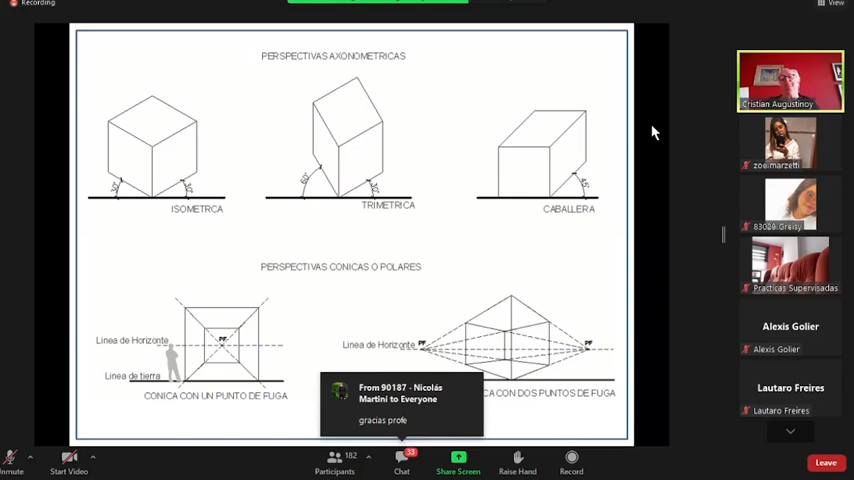 Recording
View
PERSPECTIVAS AXONOMETRICAS
30°
30°
ISOMETRCA
60°
30°
TRIMETRICA
45°
CABALLERA
PERSPECTIVAS CONICAS O POLARES
Linea de Horizonte
PF
Linea de tierra
CONICA CON UN PUNTO DE FUGA
Linea de Horizonte
PF
PF
CA CON DOS PUNTOS DE FUGA
From 90187 - Nicolás
Martini to Everyone
gracias profe
Cristian Augustinoy
zoelmarzetti
83029 Greisy
Practicas Supervisadas
Alexis Golier
Alexis Golier
Lautaro Freires
Lautaro Freires
Unmute
Start Video
182
Participants
33
Chat
Share Screen
Raise Hand
Record
Leave